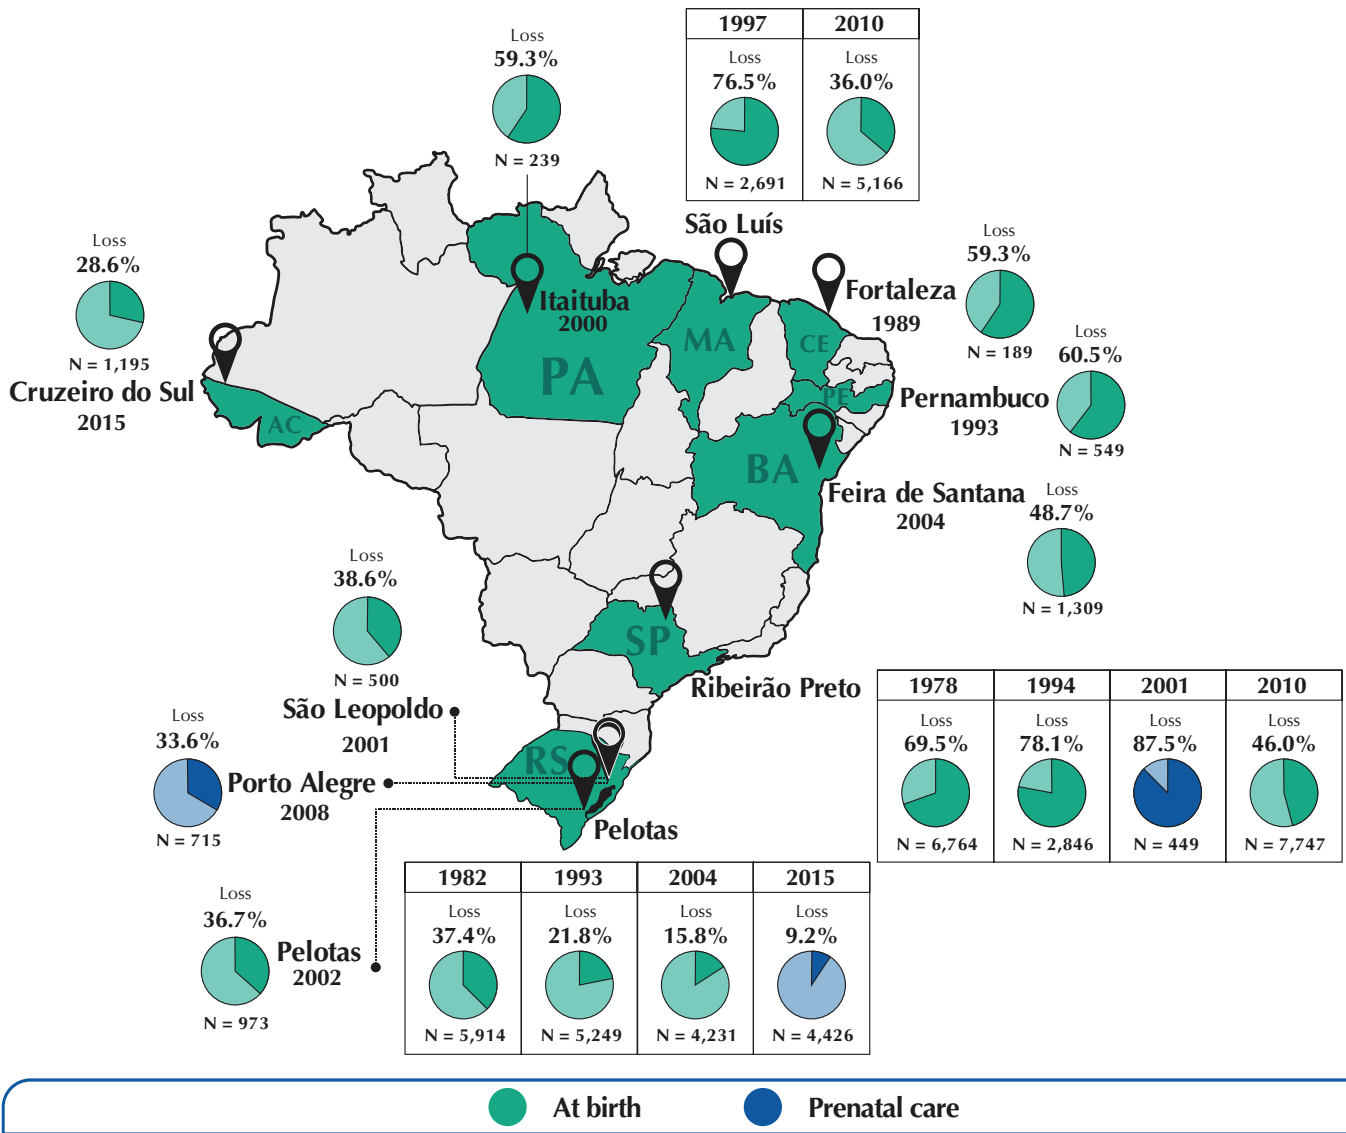 1997
2010
Loss
76.5%
N = 2,691
Loss
36.0%
N = 5,166
São Luís
Loss
59.3%
N = 239
Itaituba
2000
PA
MA
CE
PE
BA
AC
SP
RS
Loss
28.6%
N = 1,195
Cruzeiro do Sul
2015
Fortaleza
1989
Loss
59.3%
N = 189
Pernambuco
1993
Loss
60.5%
N = 549
Feira de Santana
2004
Loss
48.7%
N = 1,309
Loss
38.6%
N = 500
São Leopoldo
2001
Loss
33.6%
N = 715
Porto Alegre
2008
Ribeirão Preto
1978
1994
2001
2010
Loss
69.5%
N = 6,764
Loss
78.1%
N = 2,846
Loss
87.5%
N = 449
Loss
46.0%
N = 7,747
Pelotas
1982
1993
2004
2015
Loss
37.4%
N = 5,914
Loss
21.8%
N = 5,249
Loss
15.8%
N = 4,231
Loss
9.2%
N = 4,426
Loss
36.7%
N = 973
Pelotas
2002
At birth
Prenatal care